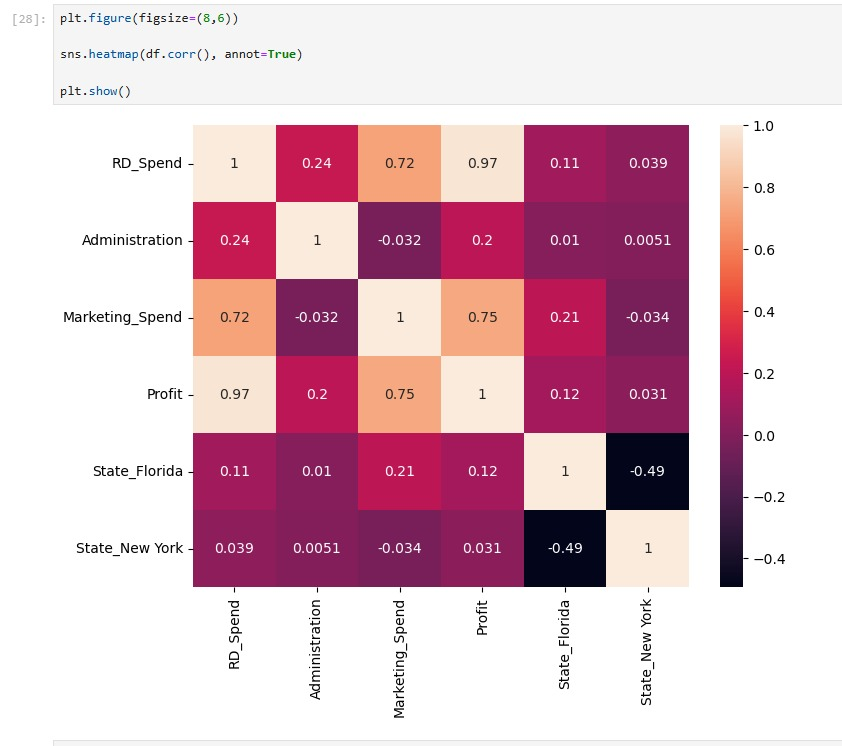 [28]:
plt.figure(figsize=(8,6))
sns.heatmap(df.corr(), annot=True)
plt.show()
RD_Spend 1 0.24 0.72 0.97 0.11 0.039
Administration 0.24 1 -0.032 0.2 0.01 0.0051
Marketing_Spend 0.72 -0.032 1 0.75 0.21 -0.034
Profit 0.97 0.2 0.75 1 0.12 0.031
State_Florida 0.11 0.01 0.21 0.12 1 -0.49
State_New York 0.039 0.0051 -0.034 0.031 -0.49 1
RD_Spend
Administration
Marketing_Spend
Profit
State_Florida
State_New York
1.0
0.8
0.6
0.4
0.2
0.0
−0.2
−0.4